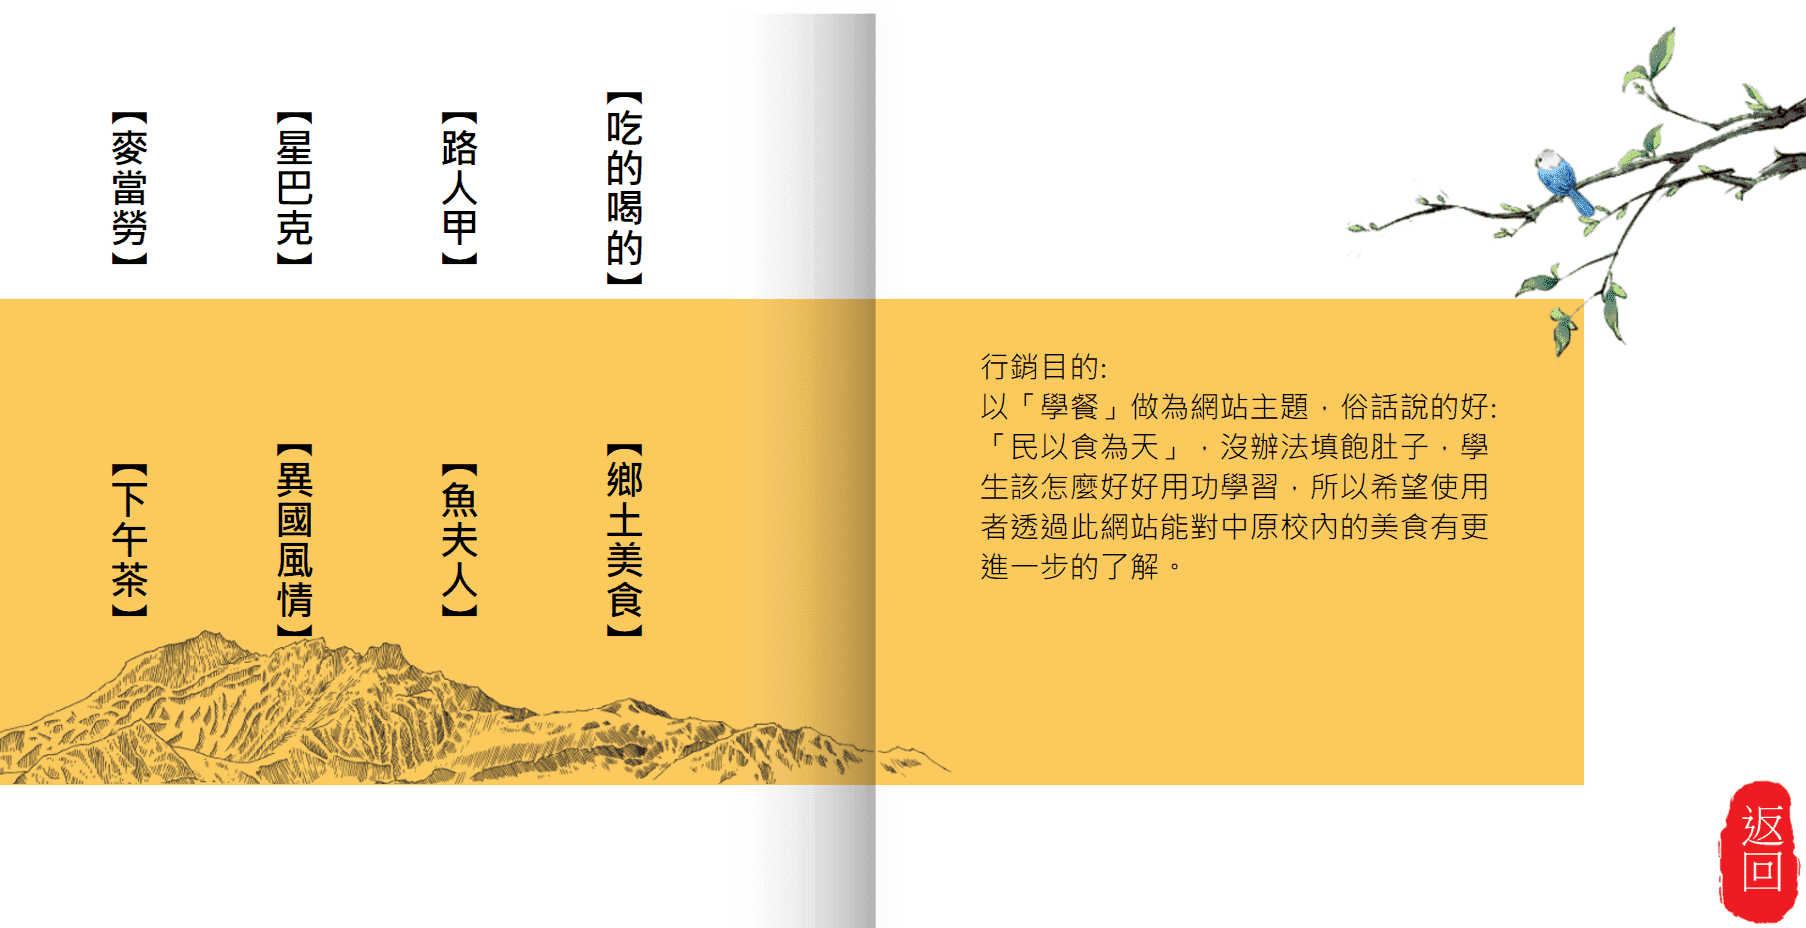 【吃的喝的】
【路人甲】
【星巴克】
【麥當勞】
【鄉土美食】
【魚夫人】
【異國風情】
【下午茶】
行銷目的:
以「學餐」做為網站主題，俗話說的好:
「民以食為天」，沒辦法填飽肚子，學
生該怎麼好好用功學習，所以希望使用
者透過此網站能對中原校內的美食有更
進一步的了解。
返回